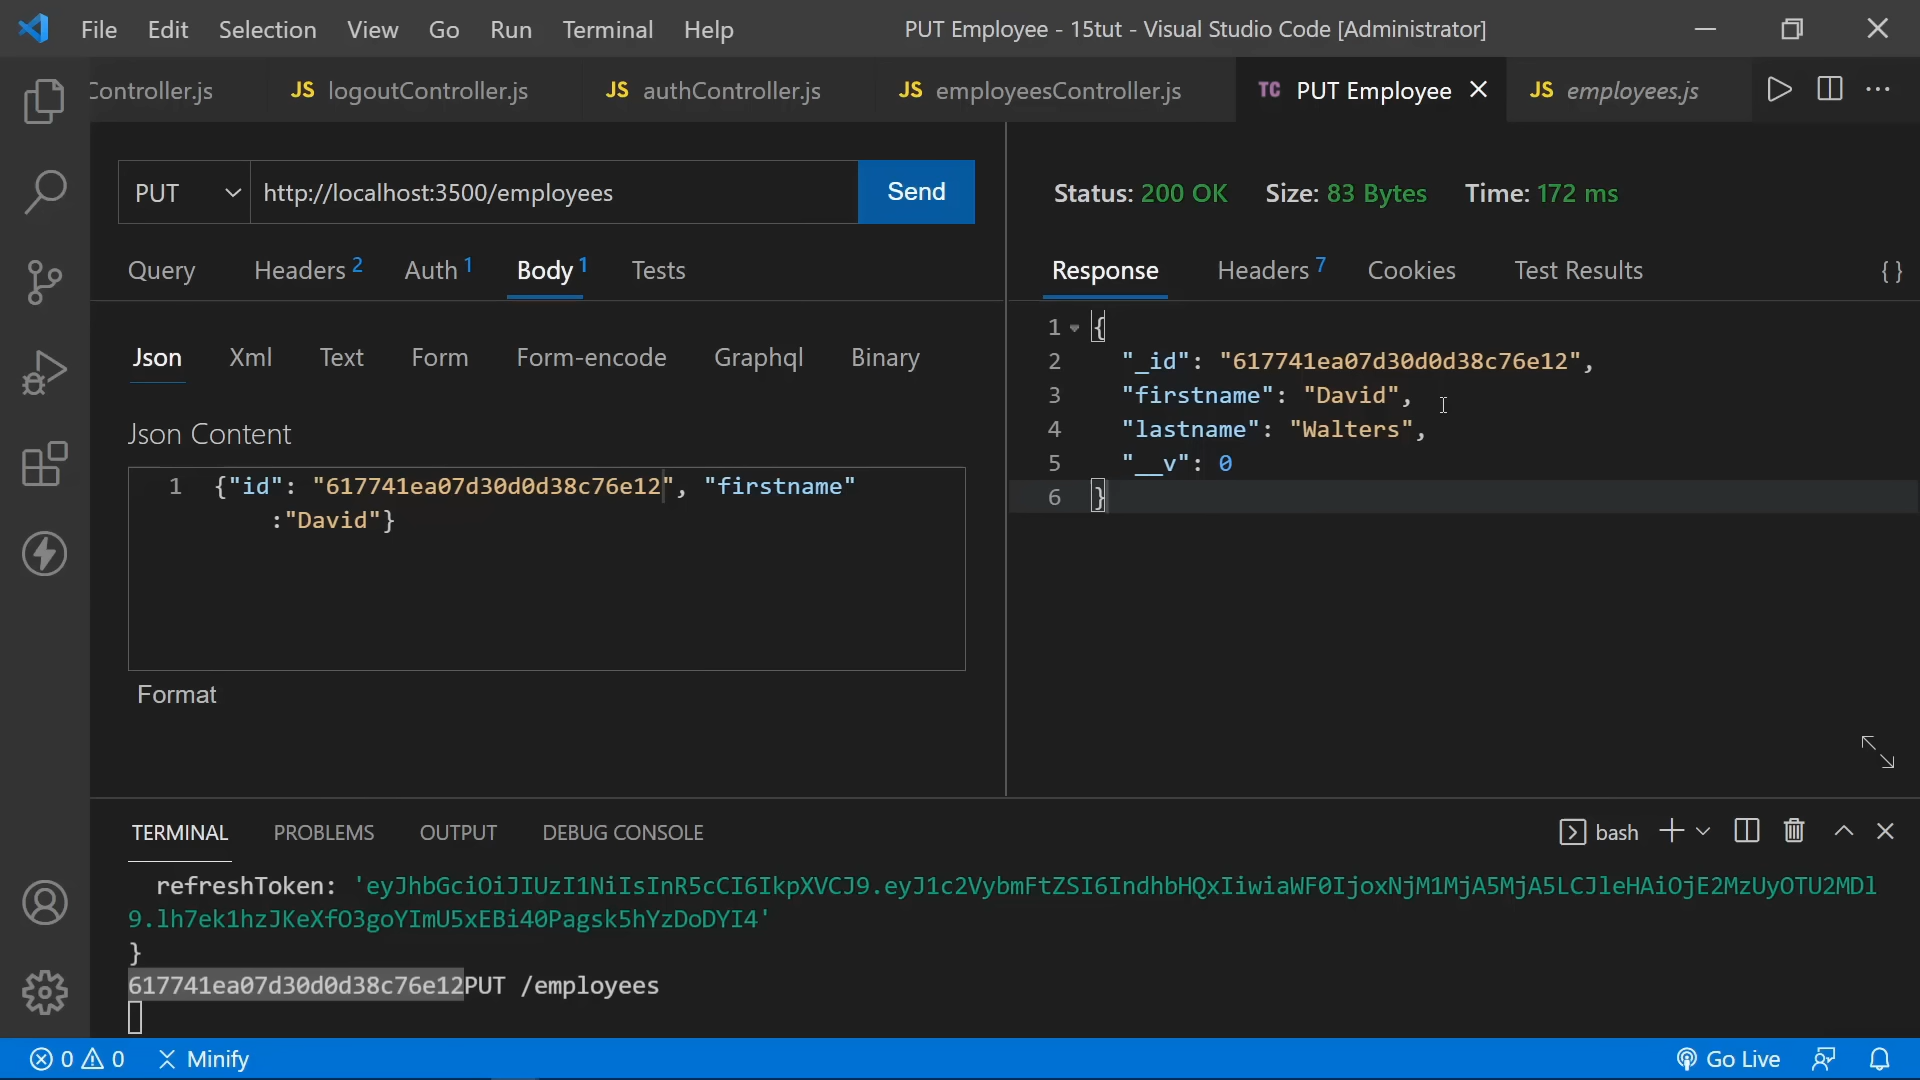 File Edit Selection View Go Run Terminal Help PUT Employee - 15tut - Visual Studio Code [Administrator]
Controller.js JS logoutController.js JS authController.js JS employeesController.js TC PUT Employee JS employees.js
PUT http://localhost:3500/employees Send
Query Headers 2 Auth 1 Body 1 Tests
Json Xml Text Form Form-encode Graphql Binary
Json Content
1 {"id": "617741ea07d30d0d38c76e12", "firstname"
:"David"}
Format
Status: 200 OK Size: 83 Bytes Time: 172 ms
Response Headers 7 Cookies Test Results { }
1 {
2 "_id": "617741ea07d30d0d38c76e12",
3 "firstname": "David",
4 "lastname": "Walters",
5 "__v": 0
6 }
TERMINAL PROBLEMS OUTPUT DEBUG CONSOLE bash
refreshToken: 'eyJhbGciOiJIUzI1NiIsInR5cCI6IkpXVCJ9.eyJ1c2VybmFtZSI6IndhbHQxIiwiaWF0IjoxNjM1MjA5MjA5LCJleHAiOjE2MzUyOTU2MDl
9.lh7ek1hzJKeXfO3goYImU5xEBi40Pagsk5hYzDoDYI4'
}
617741ea07d30d0d38c76e12PUT /employees
0 0 Minify Go Live